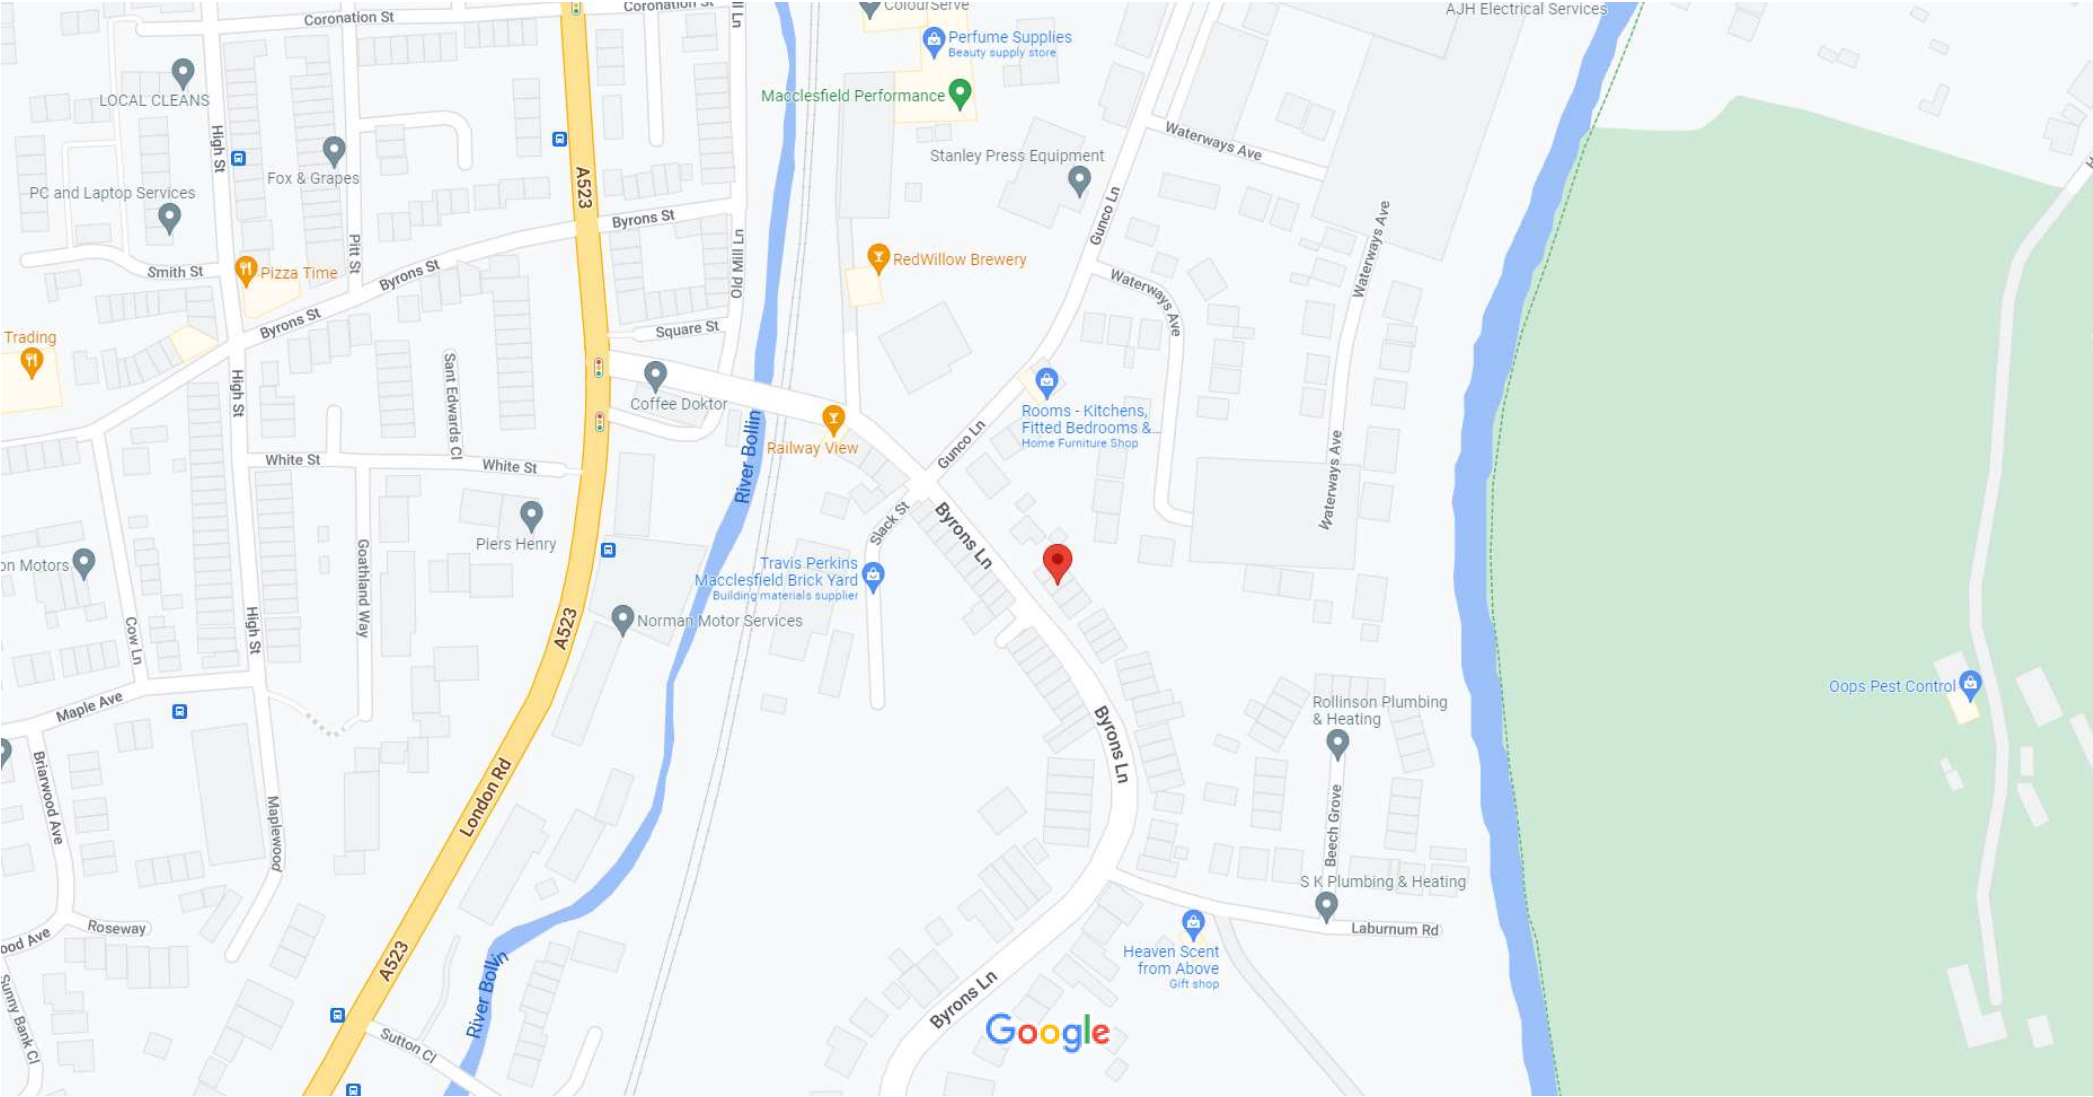 Coronation St
Coronation St
ColourServe
AJH Electrical Services
Perfume Supplies
Beauty supply store
LOCAL CLEANS
Macclesfield Performance
High St
Fox & Grapes
A523
Waterways Ave
Stanley Press Equipment
PC and Laptop Services
Byrons St
Gunco Ln
Pitt St
Smith St
Pizza Time
Byrons St
Old Mill Ln
RedWillow Brewery
Waterways Ave
Waterways Ave
Byrons St
Square St
Trading
Sant Edwards Cl
High St
Coffee Doktor
Rooms - Kitchens,
Fitted Bedrooms &...
Home Furniture Shop
River Bollin
Railway View
Gunco Ln
White St
White St
Waterways Ave
Slack St
Byrons Ln
Piers Henry
on Motors
Goathland Way
Travis Perkins
Macclesfield Brick Yard
Building materials supplier
Norman Motor Services
A523
Cow Ln
High St
Maple Ave
Oops Pest Control
Rollinson Plumbing
& Heating
Byrons Ln
Briarwood Ave
London Rd
Maplewood
Beech Grove
S K Plumbing & Heating
Roseway
ood Ave
Laburnum Rd
Heaven Scent
from Above
Gift shop
A523
River Bollin
Byrons Ln
Sunny Bank Cl
Sutton Cl
Google